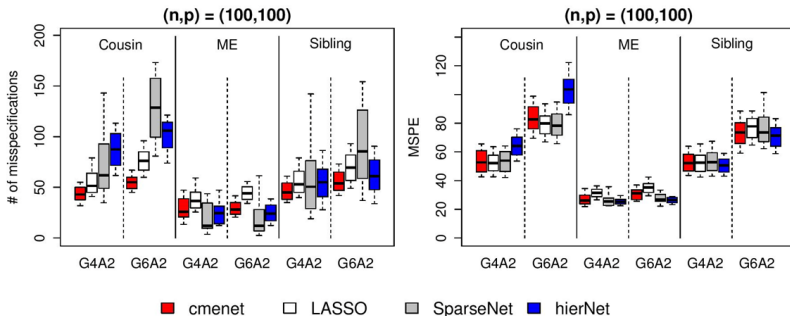 (n,p) = (100,100)
# of misspecifications
200
150
100
50
0
Cousin ME Sibling
G4A2 G6A2 G4A2 G6A2 G4A2 G6A2
(n,p) = (100,100)
MSPE
120
100
80
60
40
20
0
Cousin ME Sibling
G4A2 G6A2 G4A2 G6A2 G4A2 G6A2
cmenet LASSO SparseNet hierNet